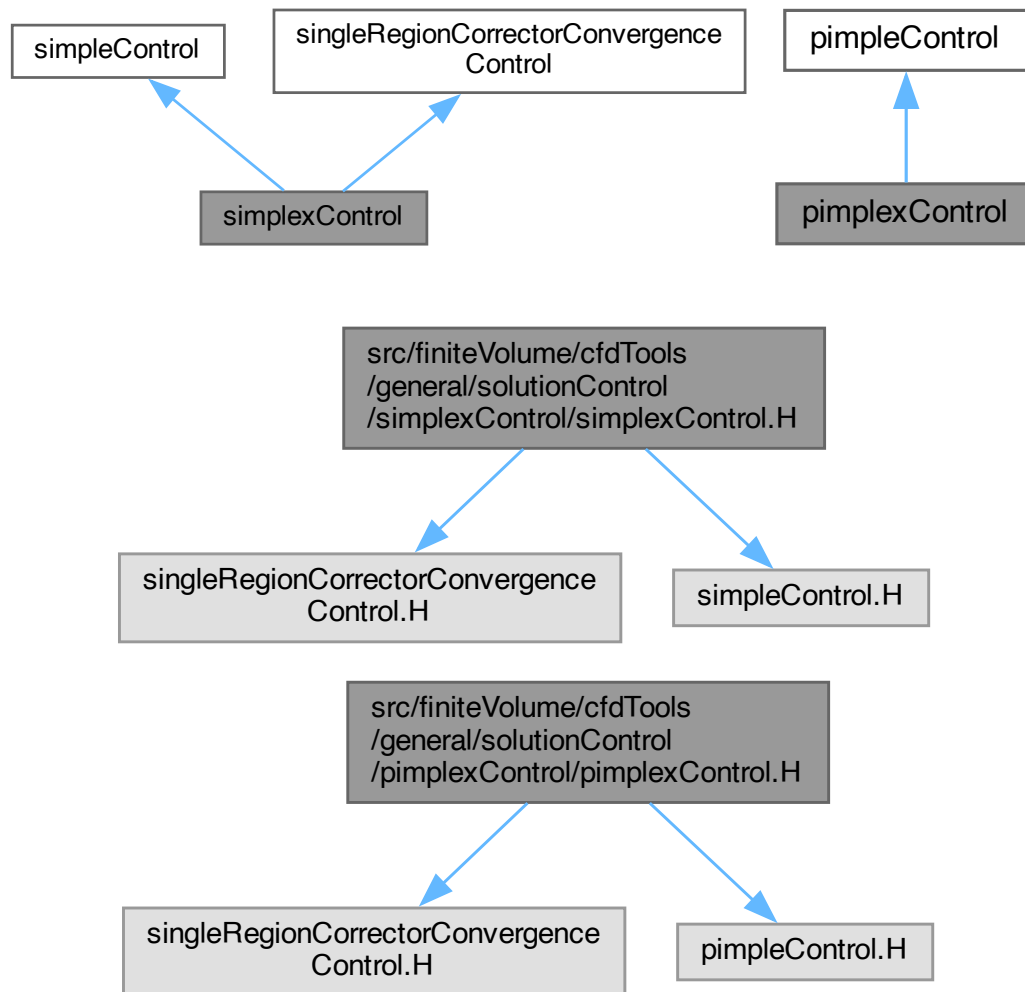 simpleControl
singleRegionCorrectorConvergence
Control
pimpleControl
simplexControl
pimplexControl
src/finiteVolume/cfdTools
/general/solutionControl
/simplexControl/simplexControl.H
singleRegionCorrectorConvergence
Control.H
simpleControl.H
src/finiteVolume/cfdTools
/general/solutionControl
/pimplexControl/pimplexControl.H
singleRegionCorrectorConvergence
Control.H
pimpleControl.H